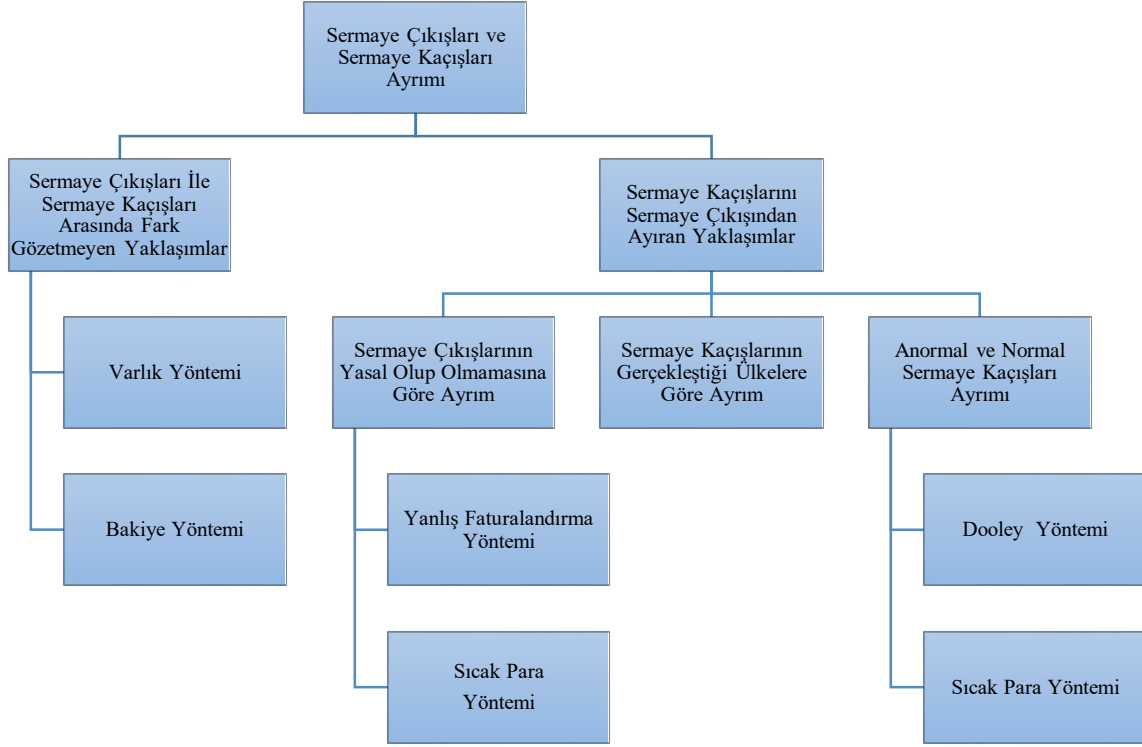 Sermaye Çıkışları ve
Sermaye Kaçışları
Ayrımı
Sermaye Çıkışları İle
Sermaye Kaçışları
Arasında Fark
Gözetmeyen Yaklaşımlar
Sermaye Kaçışlarını
Sermaye Çıkışından
Ayıran Yaklaşımlar
Varlık Yöntemi
Bakiye Yöntemi
Sermaye Çıkışlarının
Yasal Olup Olmamasına
Göre Ayrım
Sermaye Kaçışlarının
Gerçekleştiği Ülkelere
Göre Ayrım
Anormal ve Normal
Sermaye Kaçışları
Ayrımı
Yanlış Faturalandırma
Yöntemi
Sıcak Para
Yöntemi
Dooley Yöntemi
Sıcak Para Yöntemi